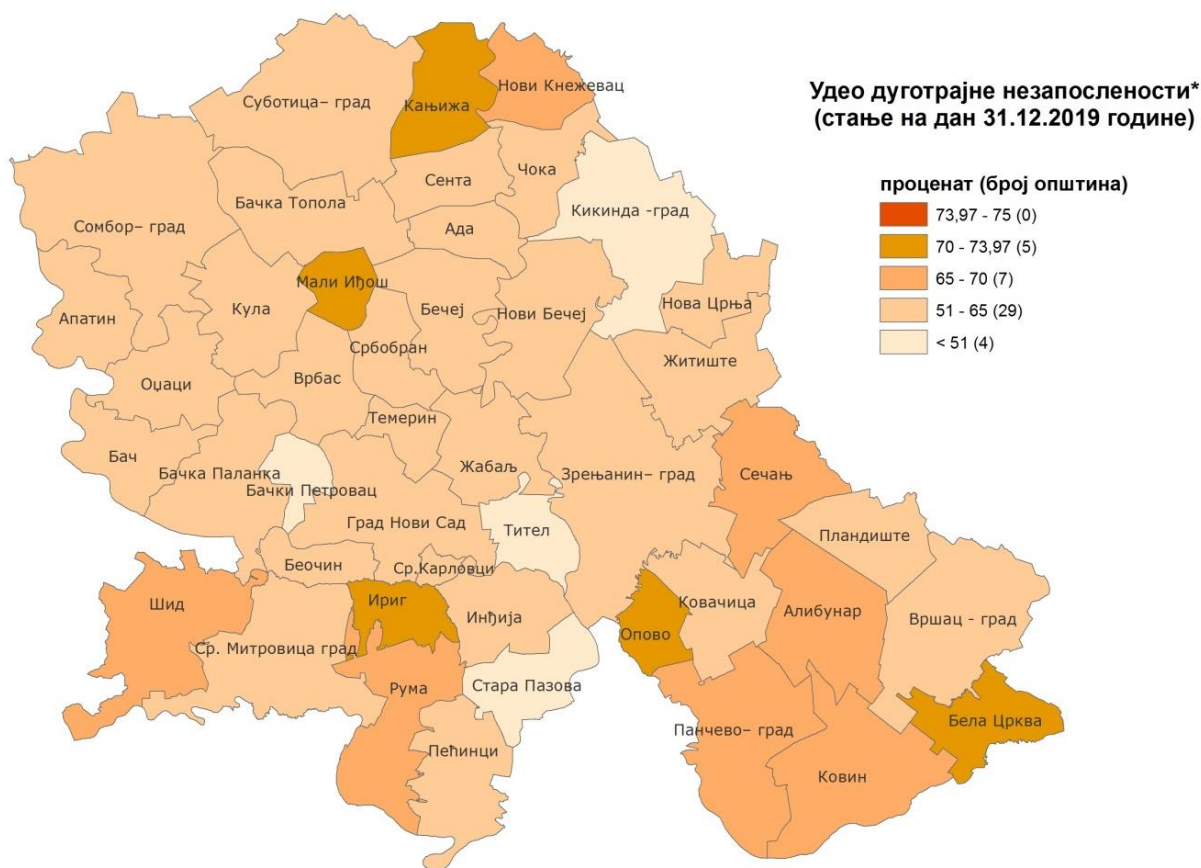 Удео дуготрајне незапослености*
(стање на дан 31.12.2019 године)
проценат (број општина)
73,97 - 75 (0)
70 - 73,97 (5)
65 - 70 (7)
51 - 65 (29)
< 51 (4)
Суботица– град
Кањижа
Нови Кнежевац
Чока
Сента
Бачка Топола
Кикинда -град
Сомбор– град
Ада
Мали Иђош
Нова Црња
Апатин
Кула
Бечеј
Нови Бечеј
Србобран
Житиште
Оџаци
Врбас
Темерин
Бач
Бачка Паланка
Жабаљ
Зрењанин– град
Сечањ
Бачки Петровац
Град Нови Сад
Тител
Пландиште
Беочин
Ср.Карловци
Шид
Ириг
Ковачица
Алибунар
Инђија
Вршац - град
Опово
Ср. Митровица град
Рума
Стара Пазова
Бела Црква
Панчево– град
Пећинци
Ковин